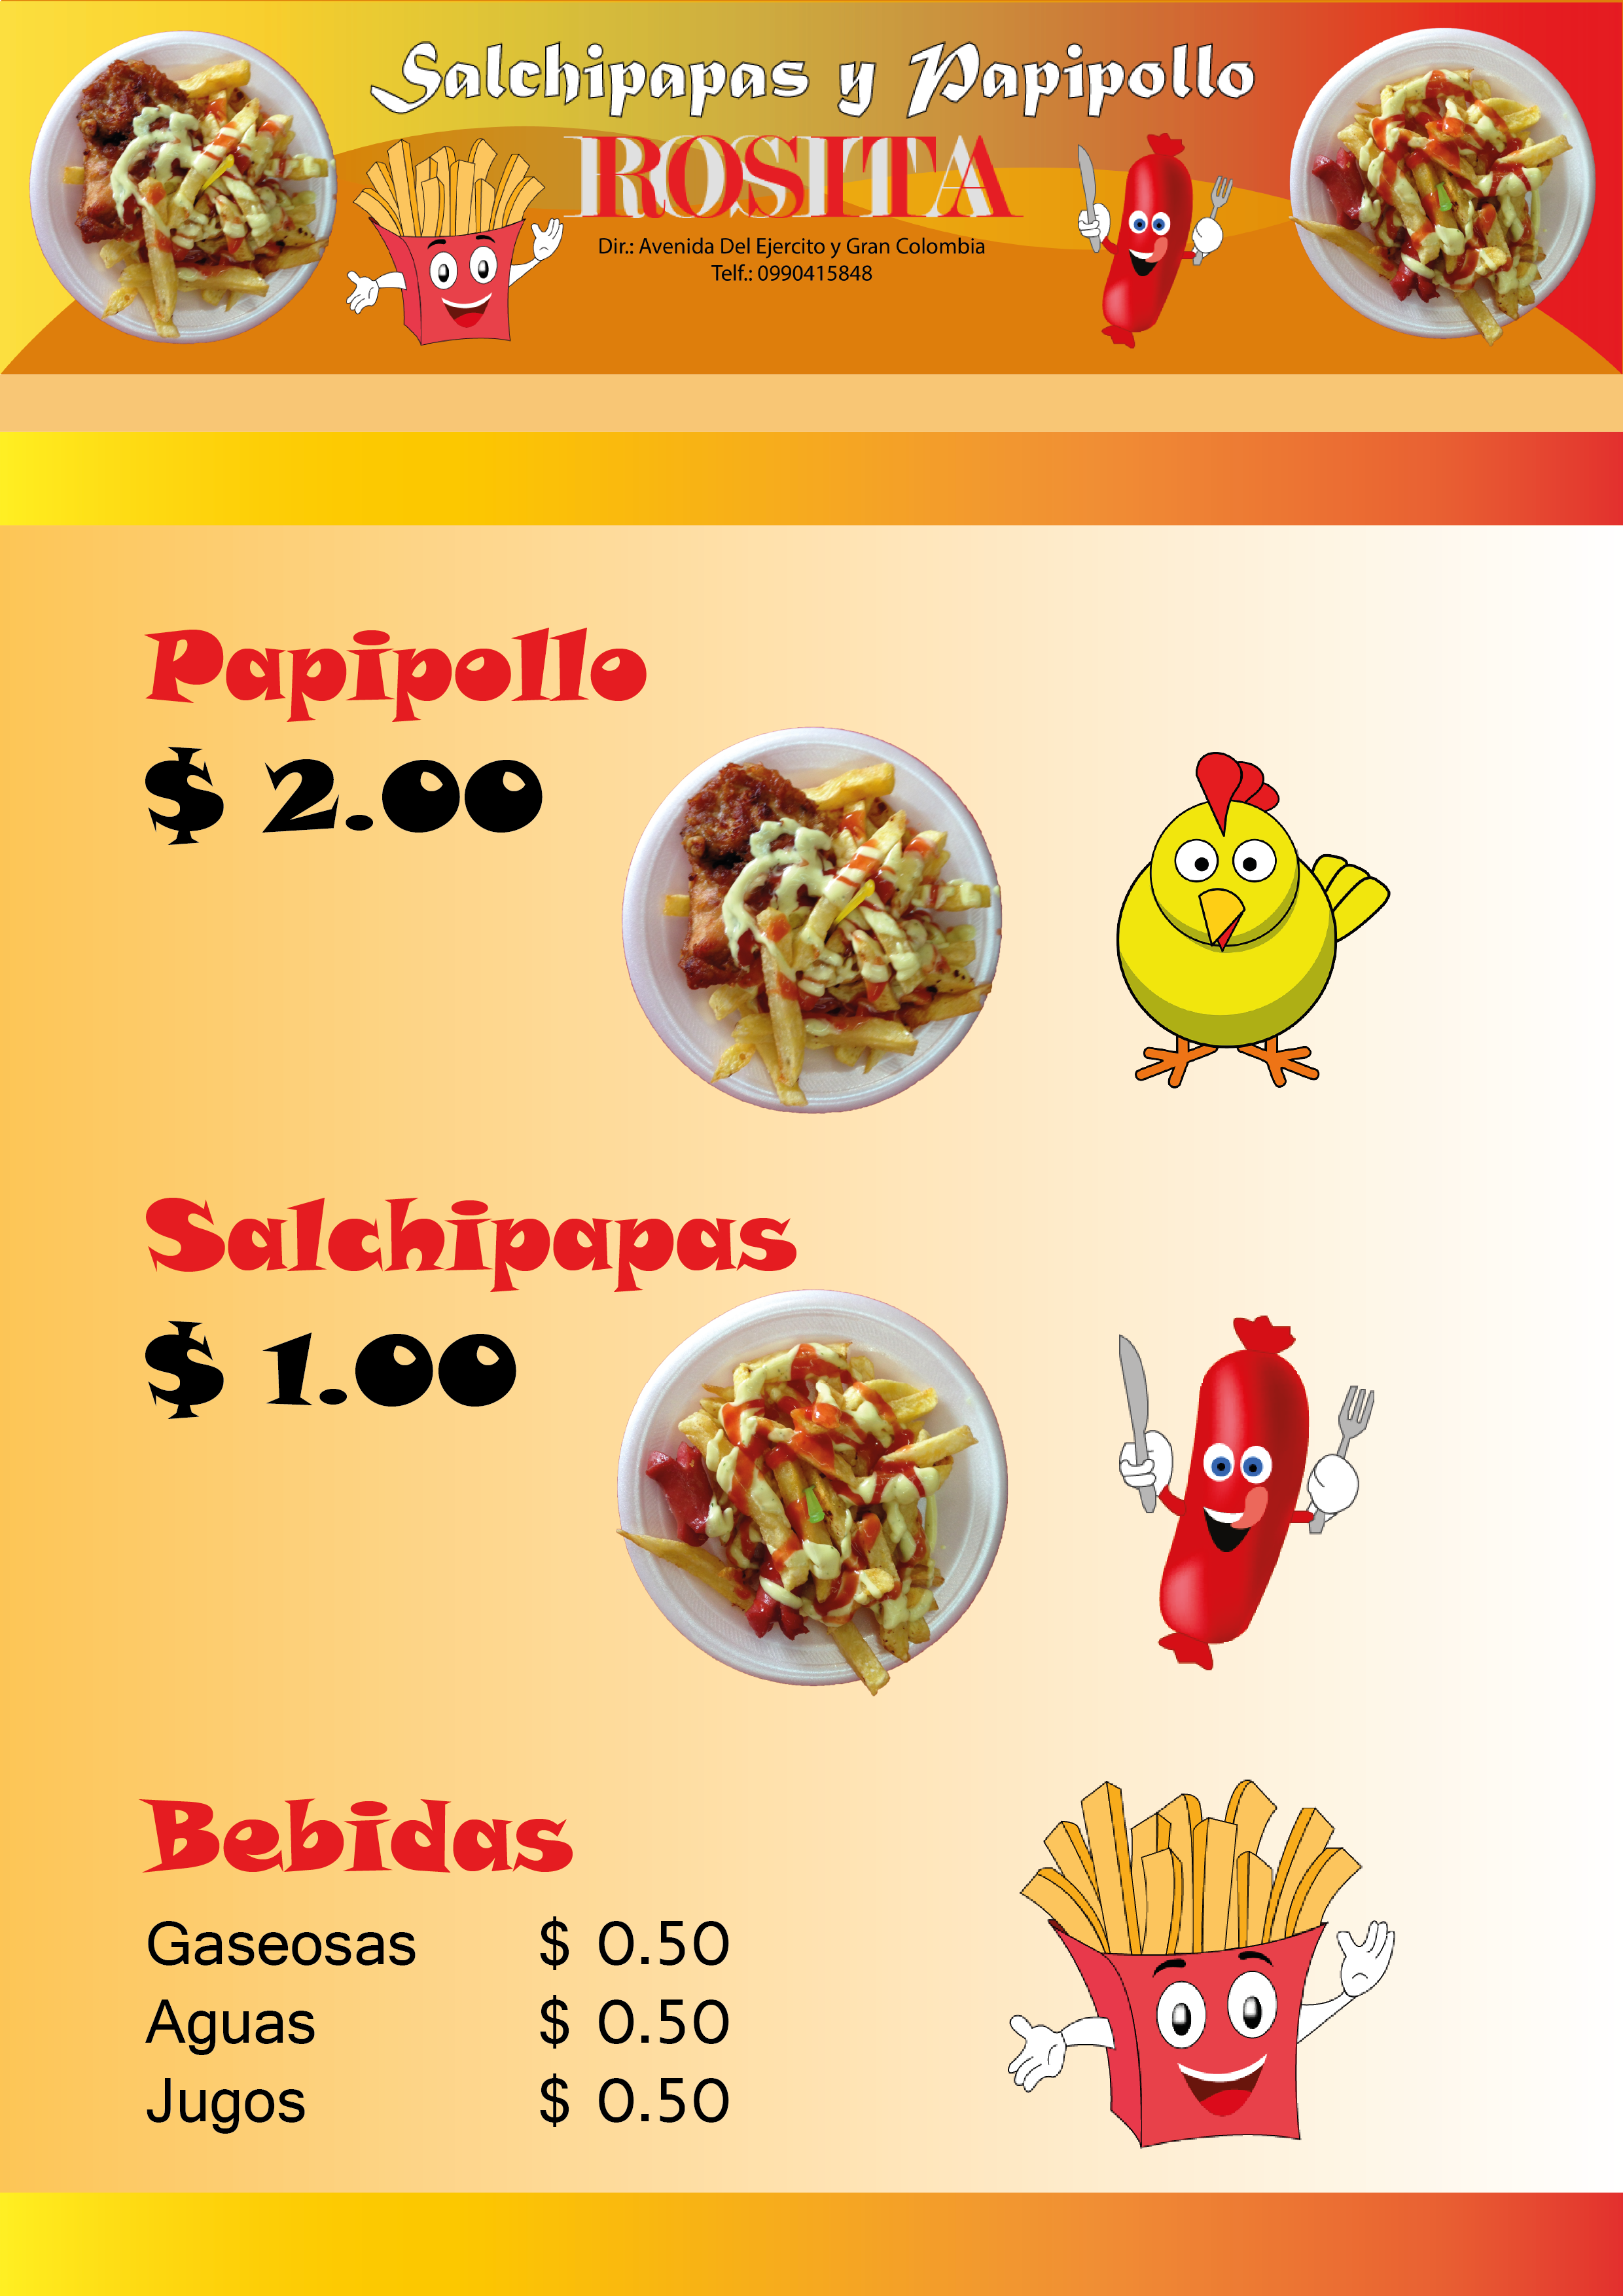 Salchipapas y Papipollo
ROSITA
Dir.: Avenida Del Ejercito y Gran Colombia
Telf.: 0990415848
Papipollo
$ 2.00
Salchipapas
$ 1.00
Bebidas
Gaseosas $ 0.50
Aguas $ 0.50
Jugos $ 0.50